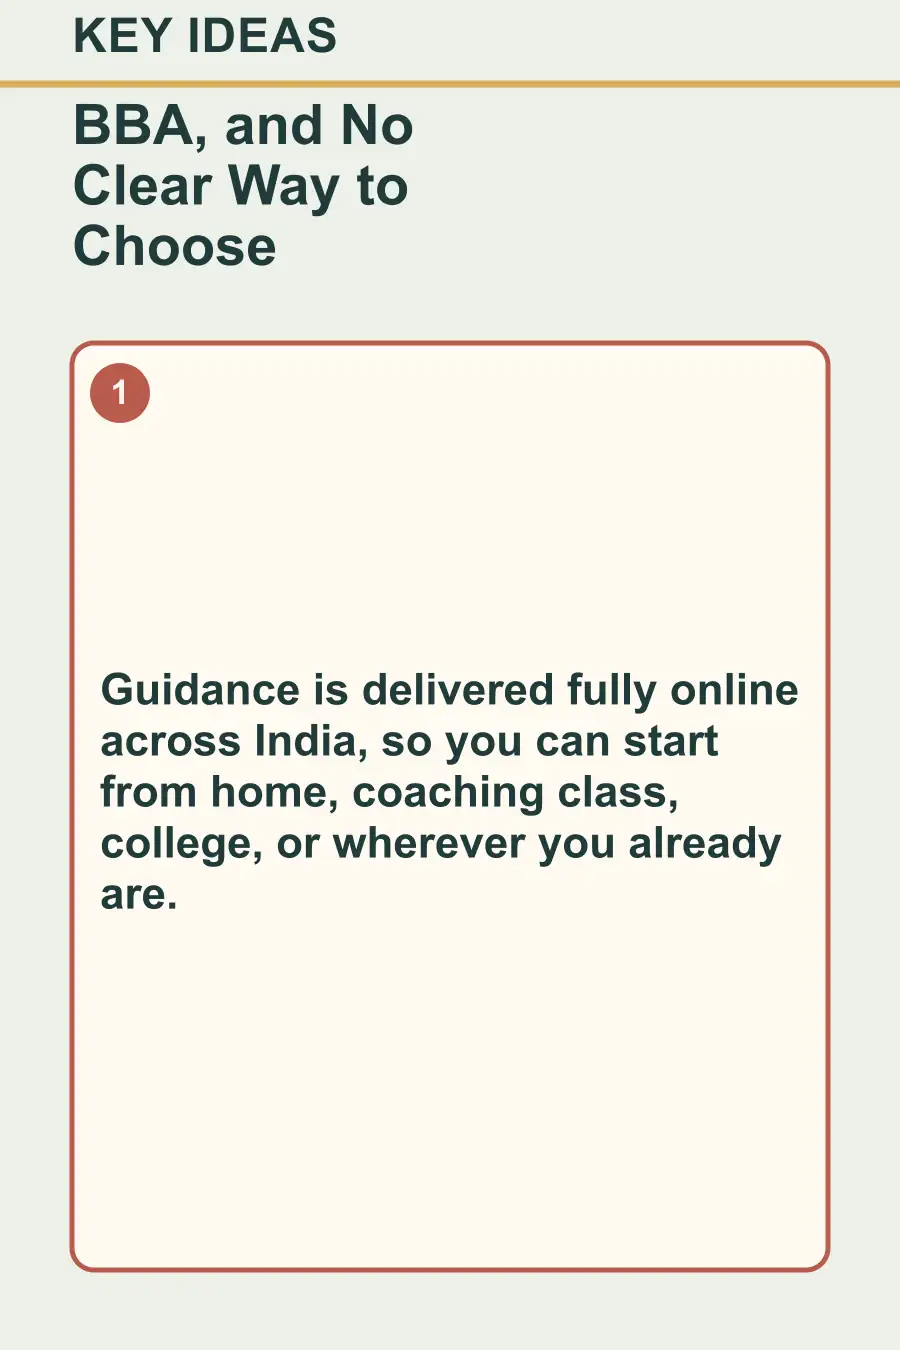 KEY IDEAS
BBA, and No
Clear Way to
Choose
1
Guidance is delivered fully online
across India, so you can start
from home, coaching class,
college, or wherever you already
are.